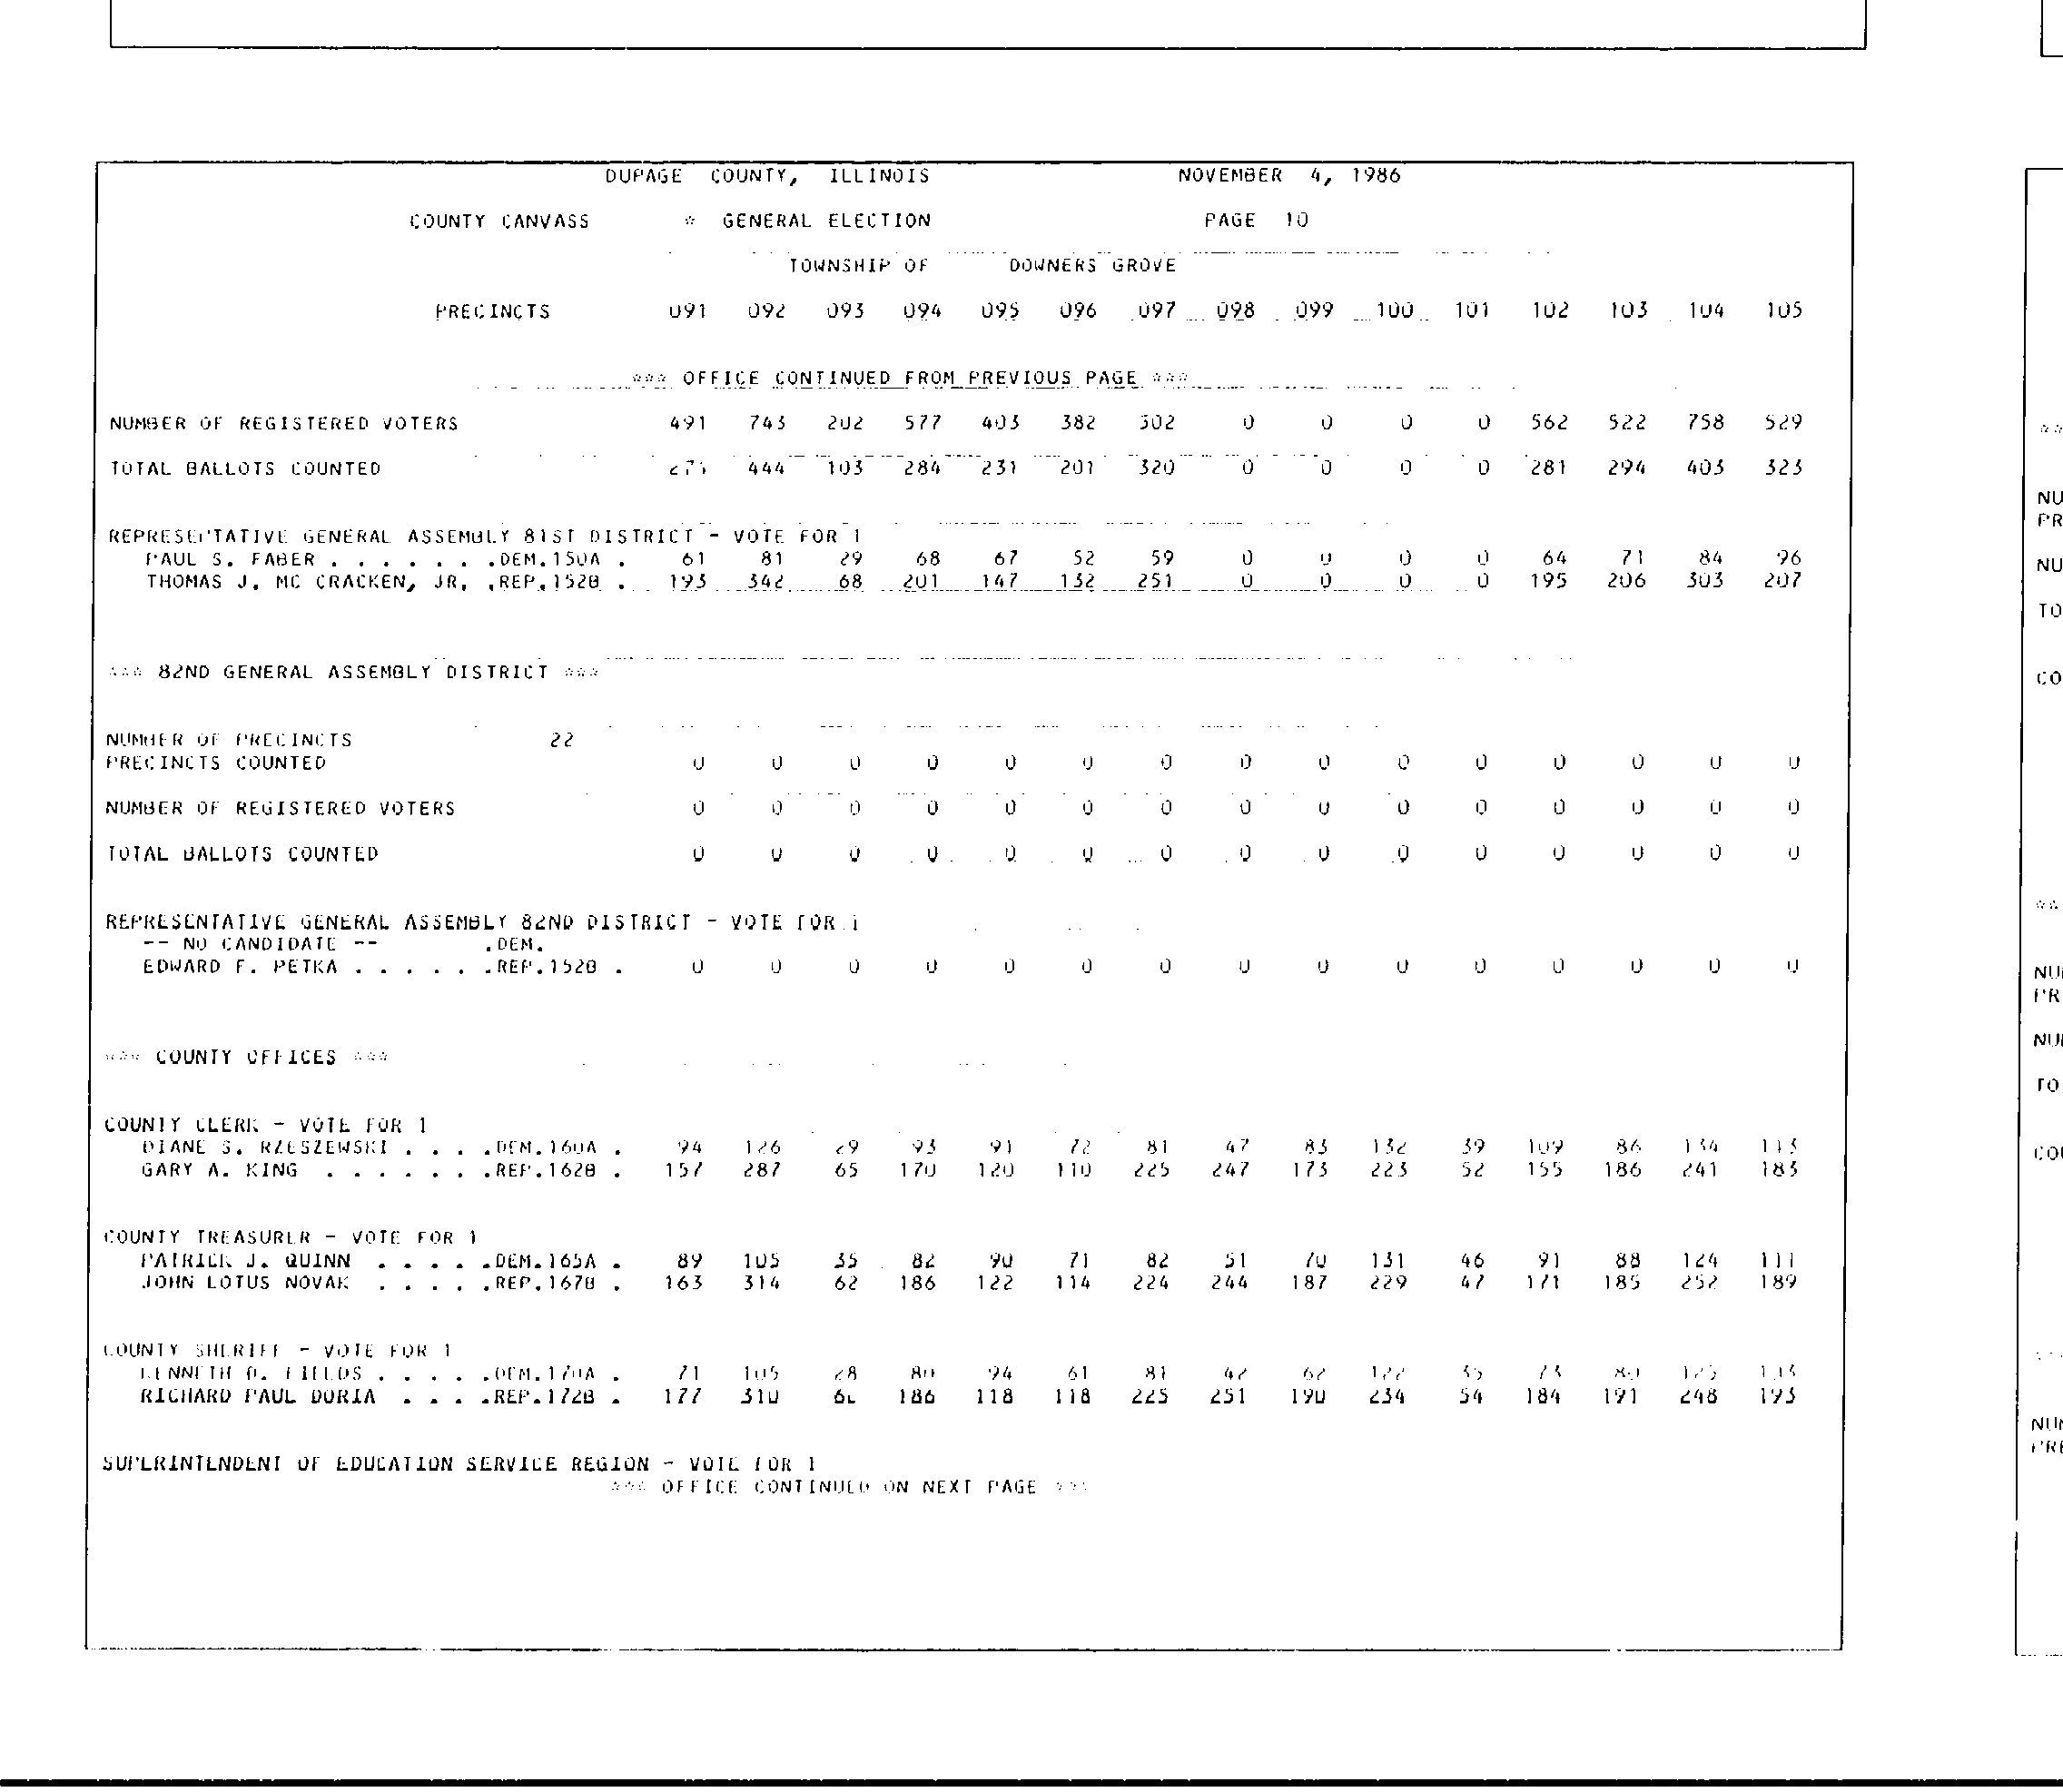 DUPAGE COUNTY, ILLINOIS NOVEMBER 4, 1986
COUNTY CANVASS * GENERAL ELECTION PAGE 10
TOWNSHIP OF DOWNERS GROVE
PRECINCTS 091 092 093 094 095 096 097 098 099 100 101 102 103 104 105
*** OFFICE CONTINUED FROM PREVIOUS PAGE ***
NUMBER OF REGISTERED VOTERS 491 743 202 577 403 382 502 0 0 0 0 562 522 758 529
TOTAL BALLOTS COUNTED 444 103 284 231 201 320 0 0 0 0 281 294 403 323
REPRESENTATIVE GENERAL ASSEMBLY 81ST DISTRICT - VOTE FOR 1
PAUL S. FABER . . . . . . .DEM.150A . 61 81 29 68 67 52 59 0 0 0 0 64 71 84 96
THOMAS J. MC CRACKEN, JR. .REP.152B . 193 342 68 201 147 132 251 0 0 0 0 195 206 303 207
*** 82ND GENERAL ASSEMBLY DISTRICT ***
NUMBER OF PRECINCTS 22
PRECINCTS COUNTED 0 0 0 0 0 0 0 0 0 0 0 0 0 0 0
NUMBER OF REGISTERED VOTERS 0 0 0 0 0 0 0 0 0 0 0 0 0 0 0
TOTAL BALLOTS COUNTED 0 0 0 0 0 0 0 0 0 0 0 0 0 0 0
REPRESENTATIVE GENERAL ASSEMBLY 82ND DISTRICT - VOTE FOR 1
-- NO CANDIDATE -- .DEM.
EDWARD F. PETKA . . . . . .REP.152B . 0 0 0 0 0 0 0 0 0 0 0 0 0 0 0
*** COUNTY OFFICES ***
COUNTY CLERK - VOTE FOR 1
DIANE S. RZESZEWSKI . . . .DEM.160A . 94 126 29 93 91 72 81 47 83 132 39 109 86 134 113
GARY A. KING . . . . . . .REP.162B . 157 287 65 170 120 110 225 247 173 223 52 155 186 241 183
COUNTY TREASURER - VOTE FOR 1
PATRICK J. QUINN . . . . .DEM.165A . 89 105 35 82 90 71 82 51 70 131 46 91 88 124 111
JOHN LOTUS NOVAK . . . . .REP.167B . 163 314 62 186 122 114 224 244 187 229 47 171 185 252 189
COUNTY SHERIFF - VOTE FOR 1
KENNETH D. FIELDS . . . . .DEM.170A . 71 105 28 80 94 61 81 42 62 122 35 73 80 125 103
RICHARD PAUL DORIA . . . .REP.172B . 177 310 186 118 118 225 251 190 234 54 184 191 248 193
SUPERINTENDENT OF EDUCATION SERVICE REGION - VOTE FOR 1
*** OFFICE CONTINUED ON NEXT PAGE ***